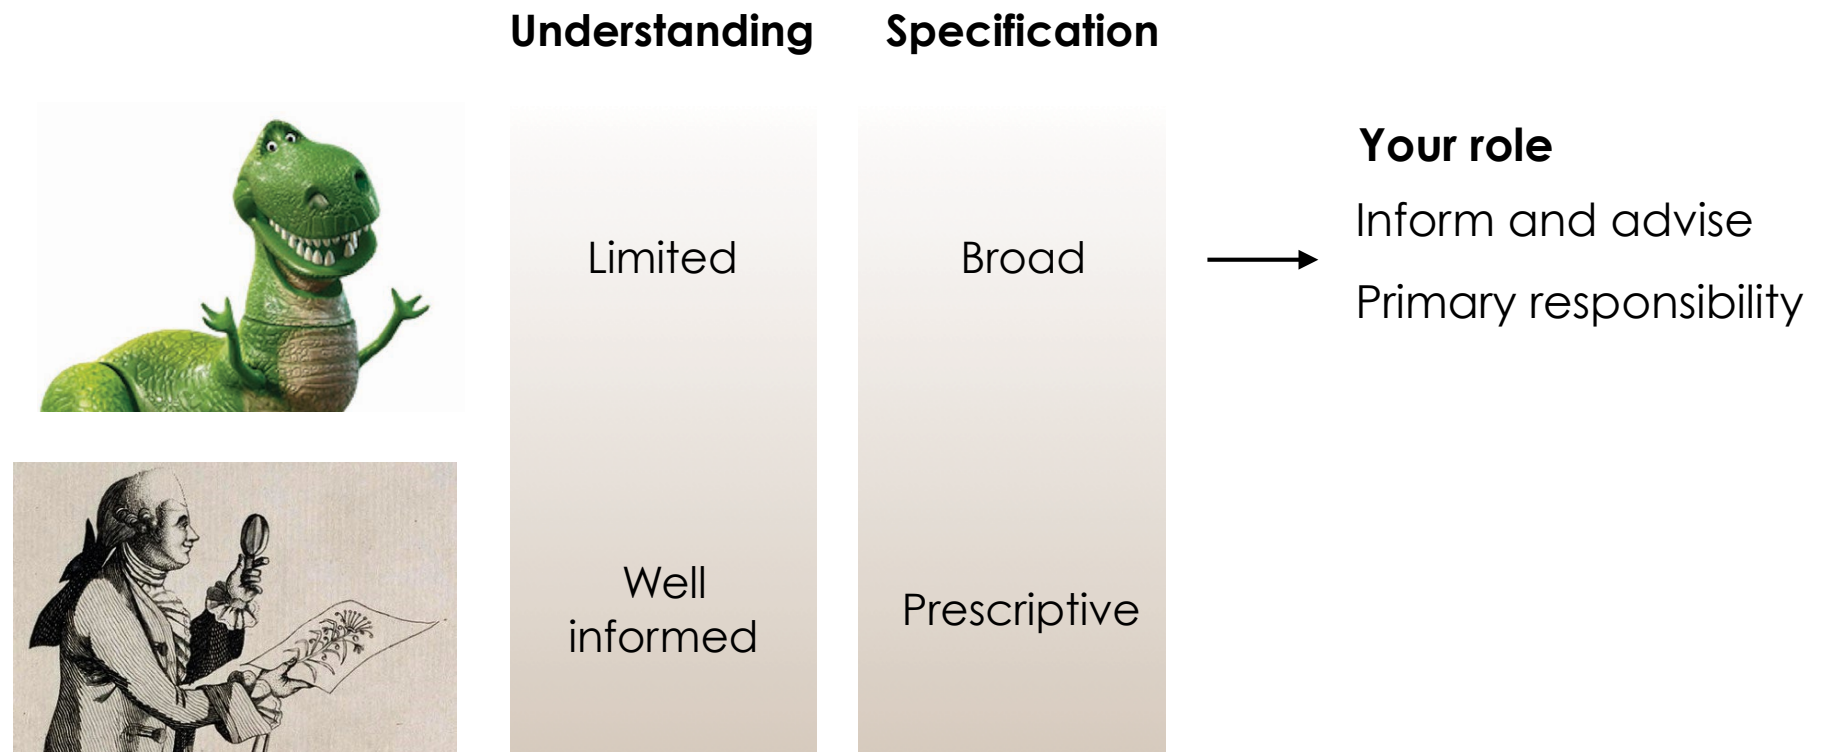 Understanding
Specification
Limited
Broad
Your role
Inform and advise
Primary responsibility
Well
informed
Prescriptive